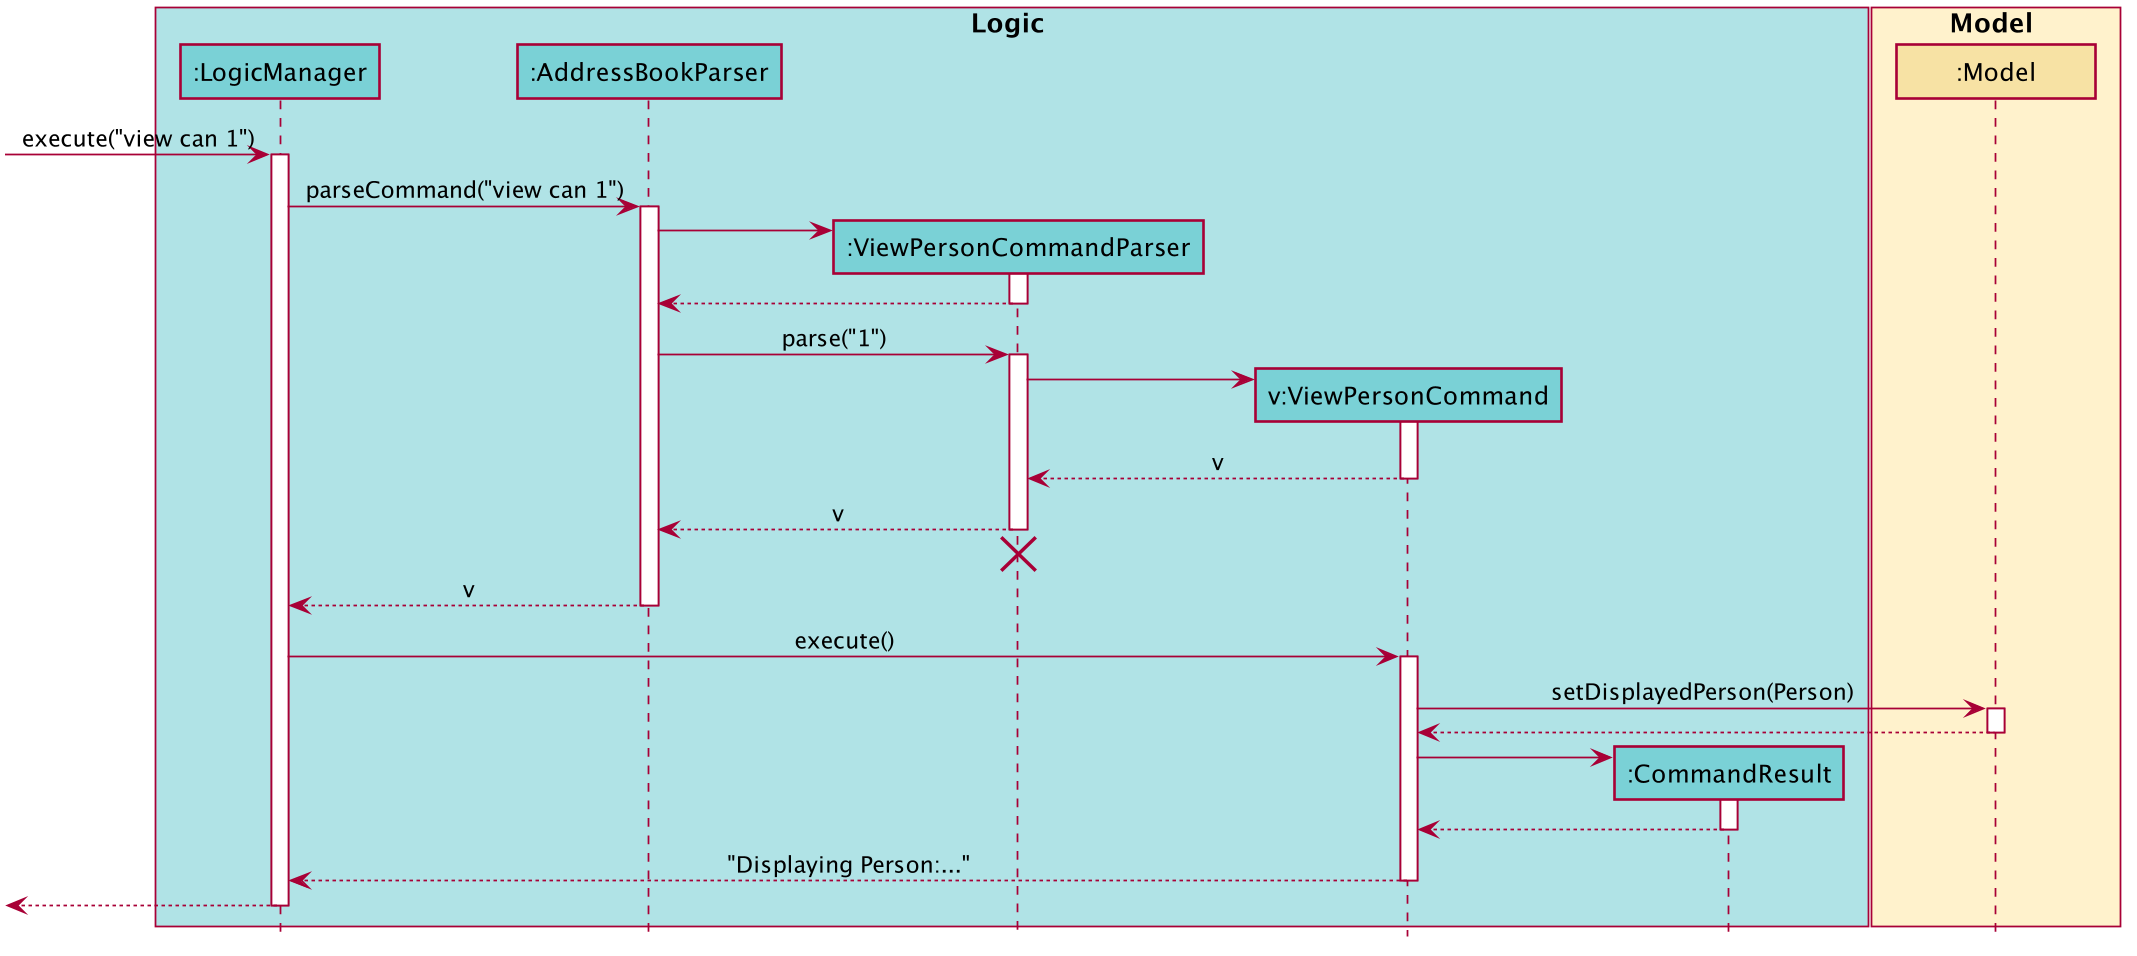 Logic
Model
:LogicManager
:AddressBookParser
:Model
execute("view can 1")
parseCommand("view can 1")
:ViewPersonCommandParser
parse("1")
v:ViewPersonCommand
v
v
v
execute()
setDisplayedPerson(Person)
:CommandResult
"Displaying Person:..."